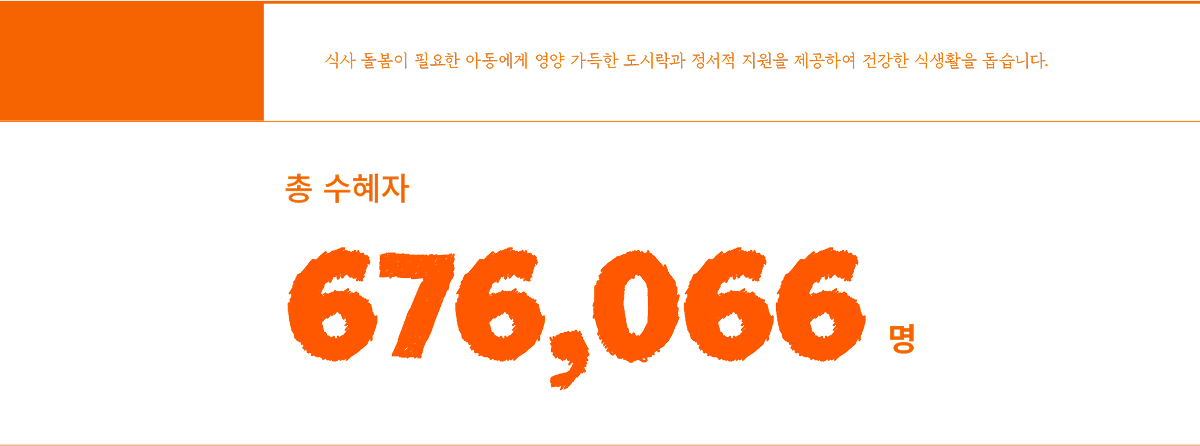 식사 돌봄이 필요한 아동에게 영양 가득한 도시락과 정서적 지원을 제공하여 건강한 식생활을 돕습니다.
총 수혜자
676,066 명